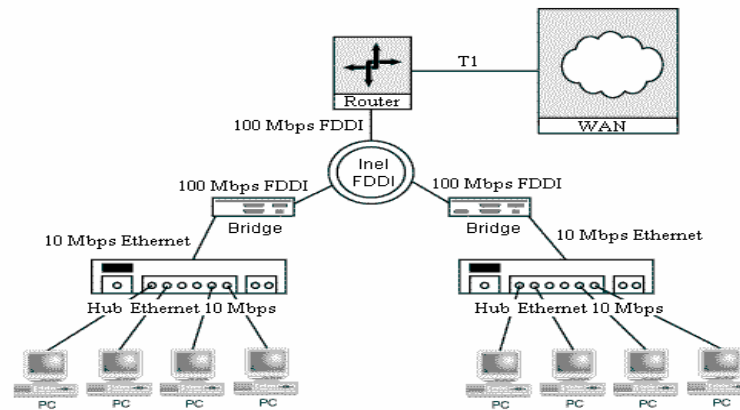 T1
Router
WAN
100 Mbps FDDI
Inel
FDDI
100 Mbps FDDI
100 Mbps FDDI
Bridge
Bridge
10 Mbps Ethernet
10 Mbps Ethernet
Hub Ethernet 10 Mbps
Hub Ethernet 10 Mbps
PC
PC
PC
PC
PC
PC
PC
PC